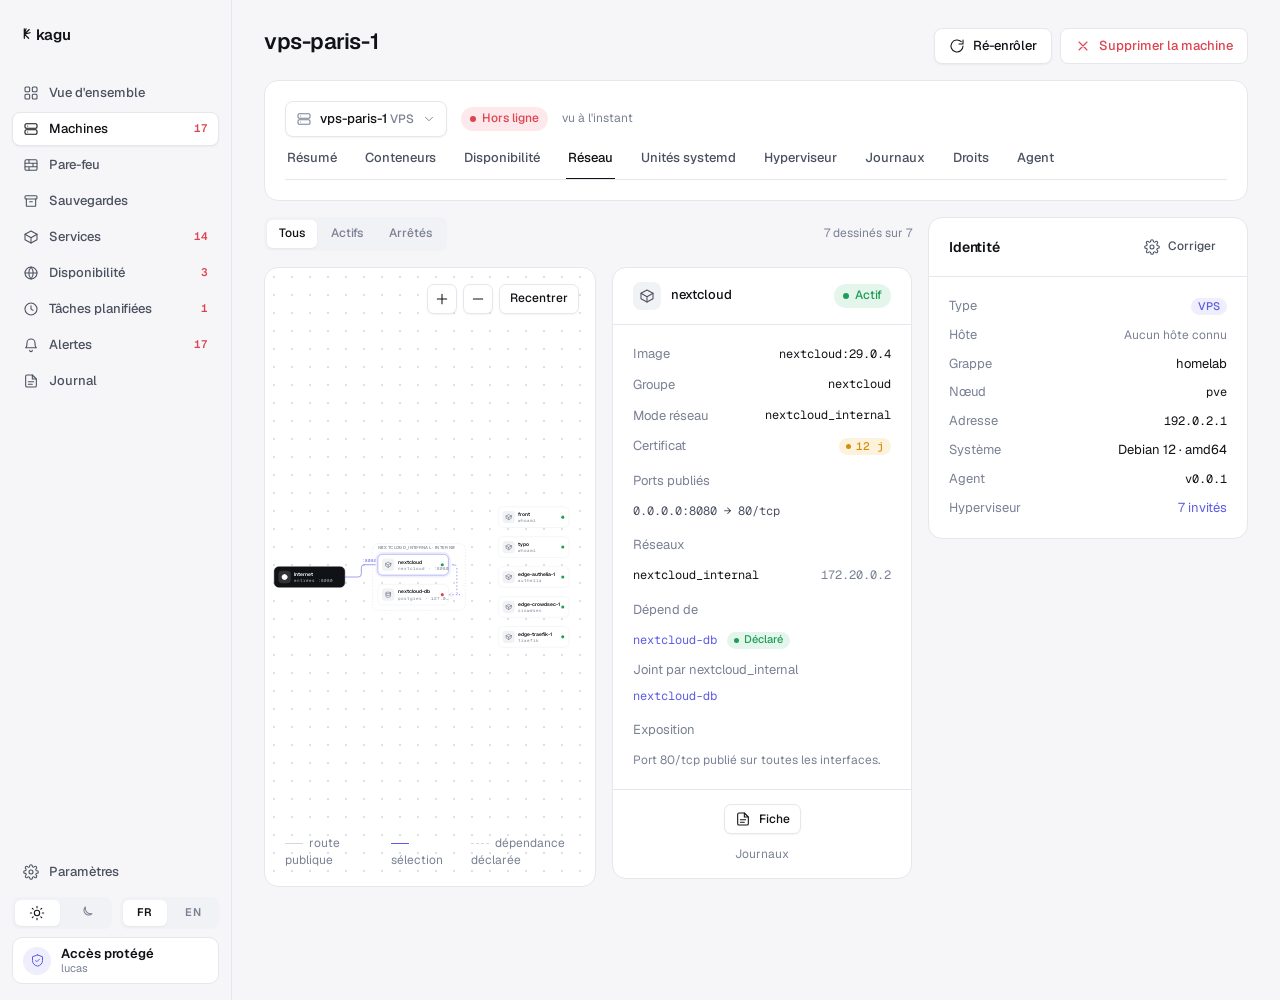 kagu
Vue d'ensemble
Machines 17
Pare-feu
Sauvegardes
Services 14
Disponibilité 3
Tâches planifiées 1
Alertes 17
Journal
Paramètres
FR EN
Accès protégé
lucas
vps-paris-1
Ré-enrôler
Supprimer la machine
vps-paris-1 VPS
Hors ligne
vu à l'instant
Résumé Conteneurs Disponibilité Réseau Unités systemd Hyperviseur Journaux Droits Agent
Tous Actifs Arrêtés
7 dessinés sur 7
Recentrer
internet
nextcloud
nextcloud-db
front
whoami
typo
whoami
edge-authelia-1
authelia
edge-crowdsec-1
crowdsec
edge-traefik-1
traefik
route publique
sélection
dépendance déclarée
nextcloud
Actif
Image nextcloud:29.0.4
Groupe nextcloud
Mode réseau nextcloud_internal
Certificat 12 j
Ports publiés
0.0.0.0:8080 → 80/tcp
Réseaux
nextcloud_internal 172.20.0.2
Dépend de
nextcloud-db Déclaré
Joint par nextcloud_internal
nextcloud-db
Exposition
Port 80/tcp publié sur toutes les interfaces.
Fiche
Journaux
Identité
Corriger
Type VPS
Hôte Aucun hôte connu
Grappe homelab
Nœud pve
Adresse 192.0.2.1
Système Debian 12 · amd64
Agent v0.0.1
Hyperviseur 7 invités